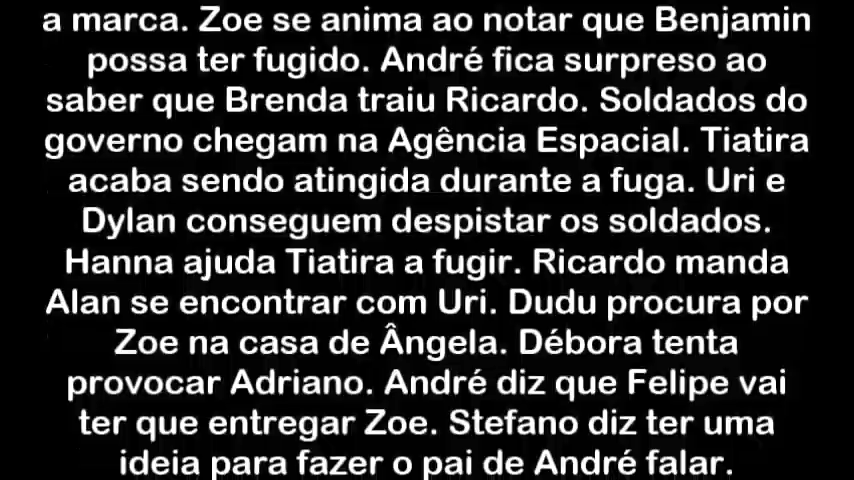 a marca. Zoe se anima ao notar que Benjamin
possa ter fugido. André fica surpreso ao
saber que Brenda traiu Ricardo. Soldados do
governo chegam na Agência Espacial. Tiatira
acaba sendo atingida durante a fuga. Uri e
Dylan conseguem despistar os soldados.
Hanna ajuda Tiatira a fugir. Ricardo manda
Alan se encontrar com Uri. Dudu procura por
Zoe na casa de Ângela. Débora tenta
provocar Adriano. André diz que Felipe vai
ter que entregar Zoe. Stefano diz ter uma
ideia para fazer o pai de André falar.